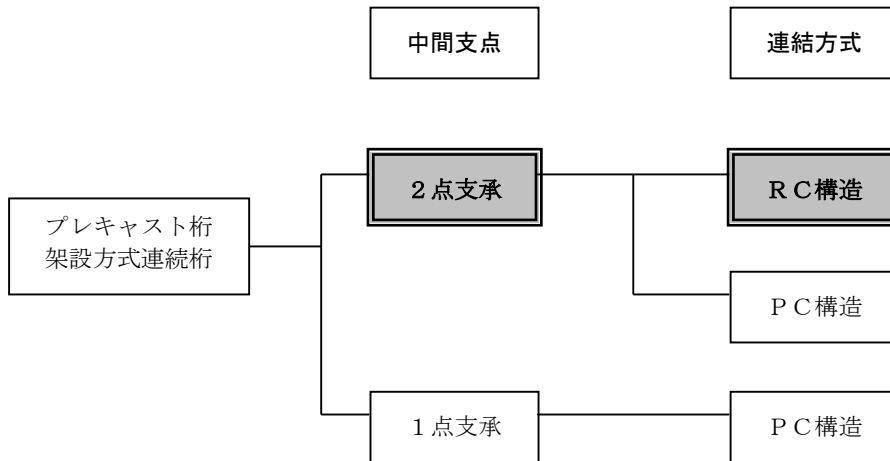 中間支点
連結方式
２点支承
ＲＣ構造
プレキャスト桁
架設方式連続桁
ＰＣ構造
１点支承
ＰＣ構造